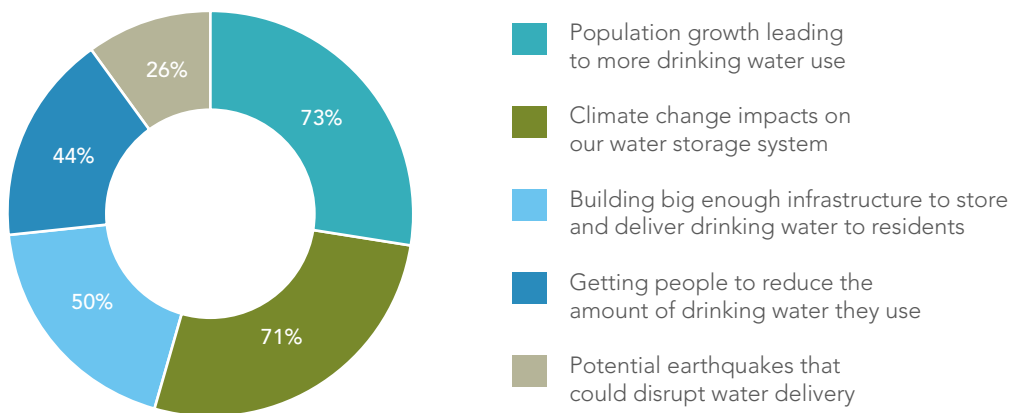 26%
73%
44%
50%
71%
Population growth leading
to more drinking water use
Climate change impacts on
our water storage system
Building big enough infrastructure to store
and deliver drinking water to residents
Getting people to reduce the
amount of drinking water they use
Potential earthquakes that
could disrupt water delivery